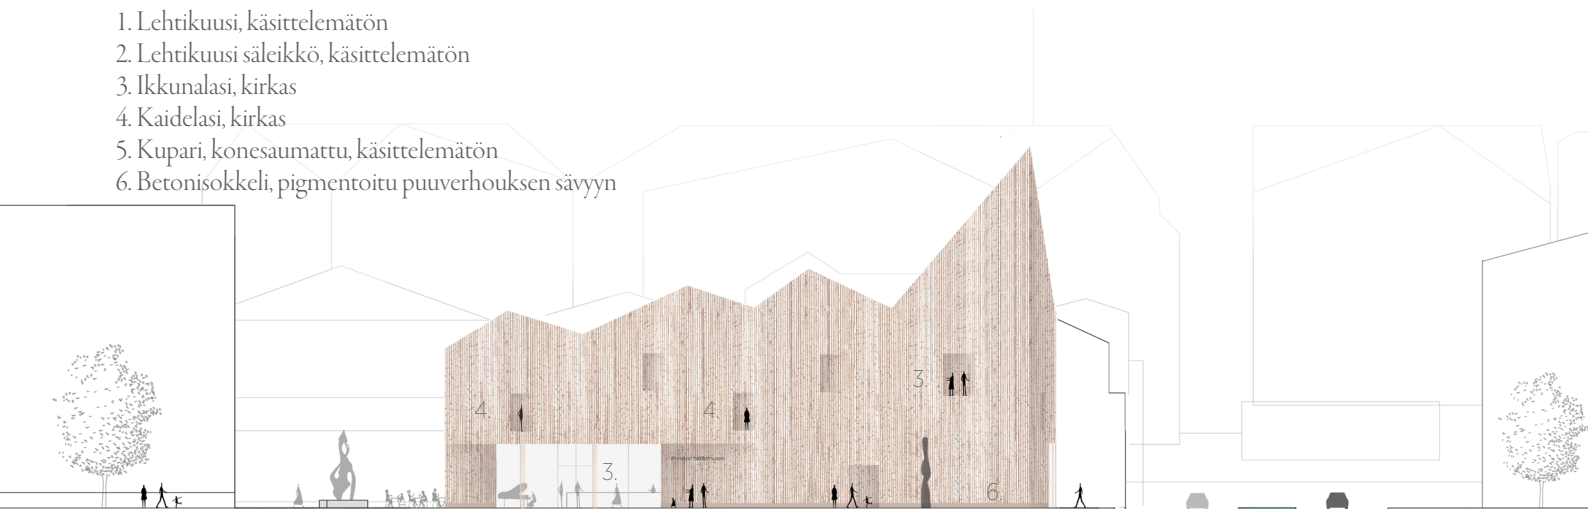 1. Lehtikuusi, käsittelemätön
2. Lehtikuusi säleikkö, käsittelemätön
3. Ikkunalasi, kirkas
4. Kaidelasi, kirkas
5. Kupari, konesaumattu, käsittelemätön
6. Betonisokkeli, pigmentoitu puuverhouksen sävyyn
3.
4.
4.
3.
6.